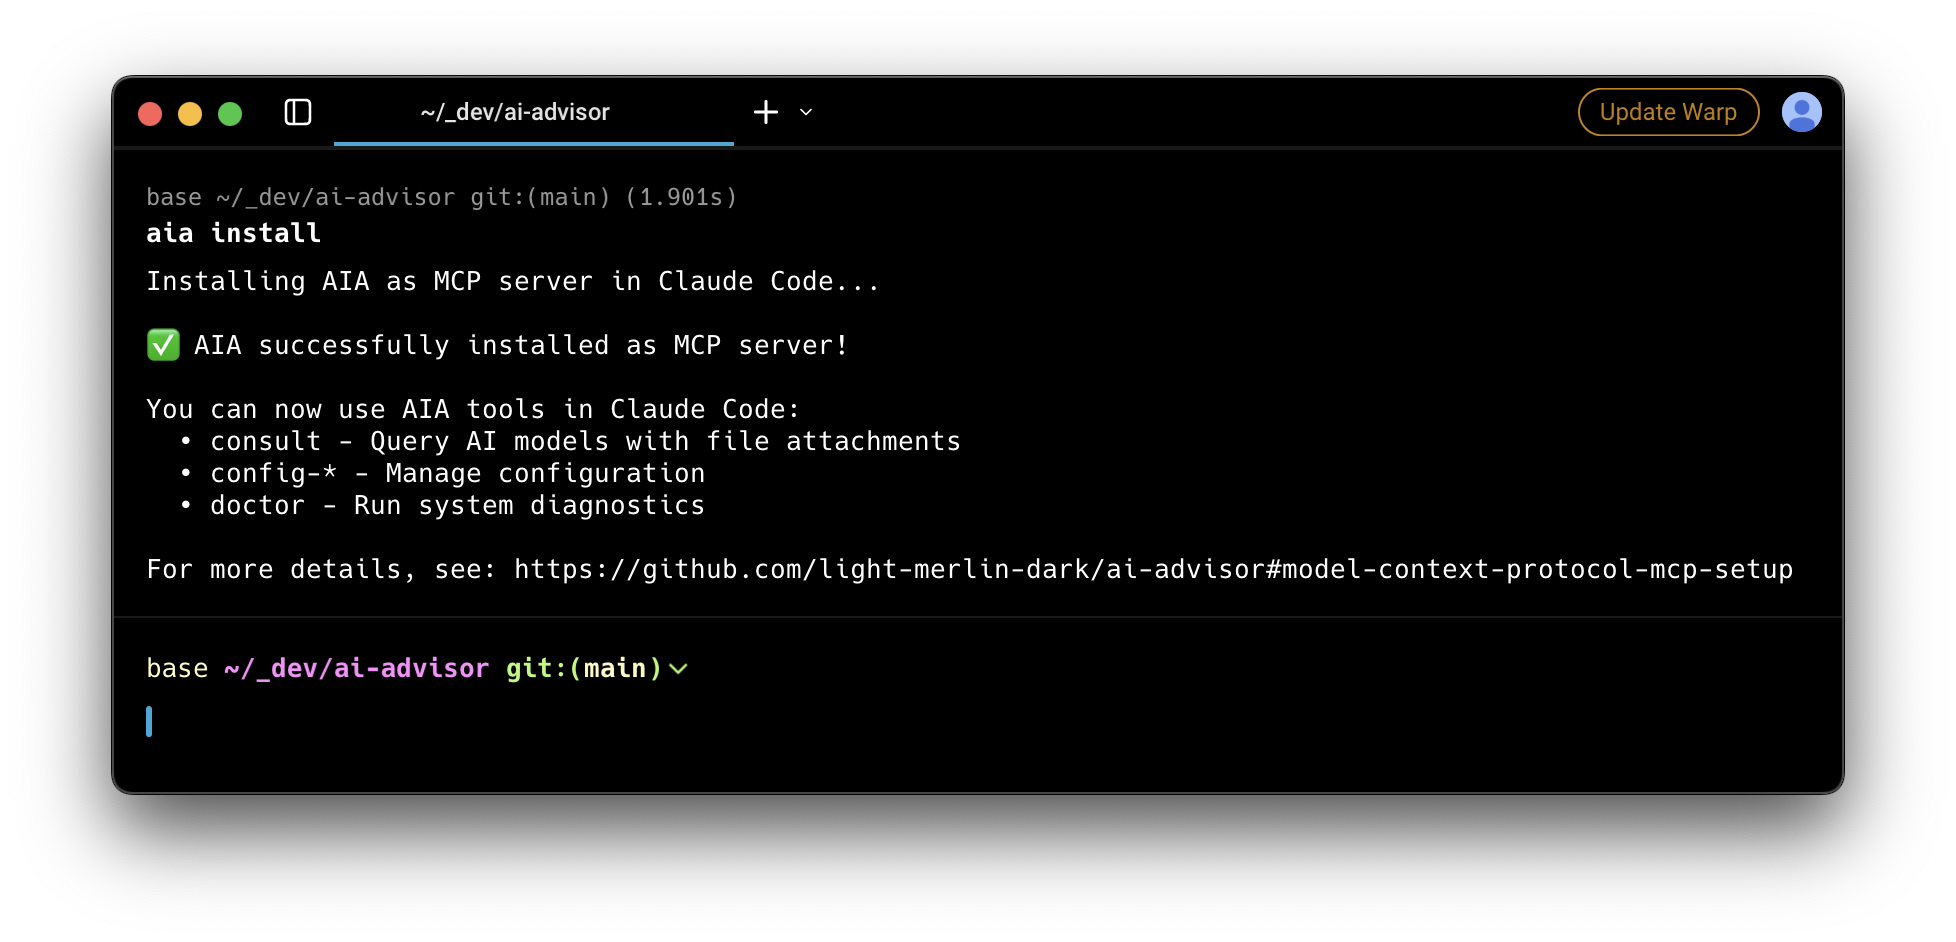 ~/_dev/ai-advisor
Update Warp
base ~/_dev/ai-advisor git:(main) (1.901s)
aia install
Installing AIA as MCP server in Claude Code...
✅ AIA successfully installed as MCP server!
You can now use AIA tools in Claude Code:
• consult - Query AI models with file attachments
• config-* - Manage configuration
• doctor - Run system diagnostics
For more details, see: https://github.com/light-merlin-dark/ai-advisor#model-context-protocol-mcp-setup
base ~/_dev/ai-advisor git:(main)